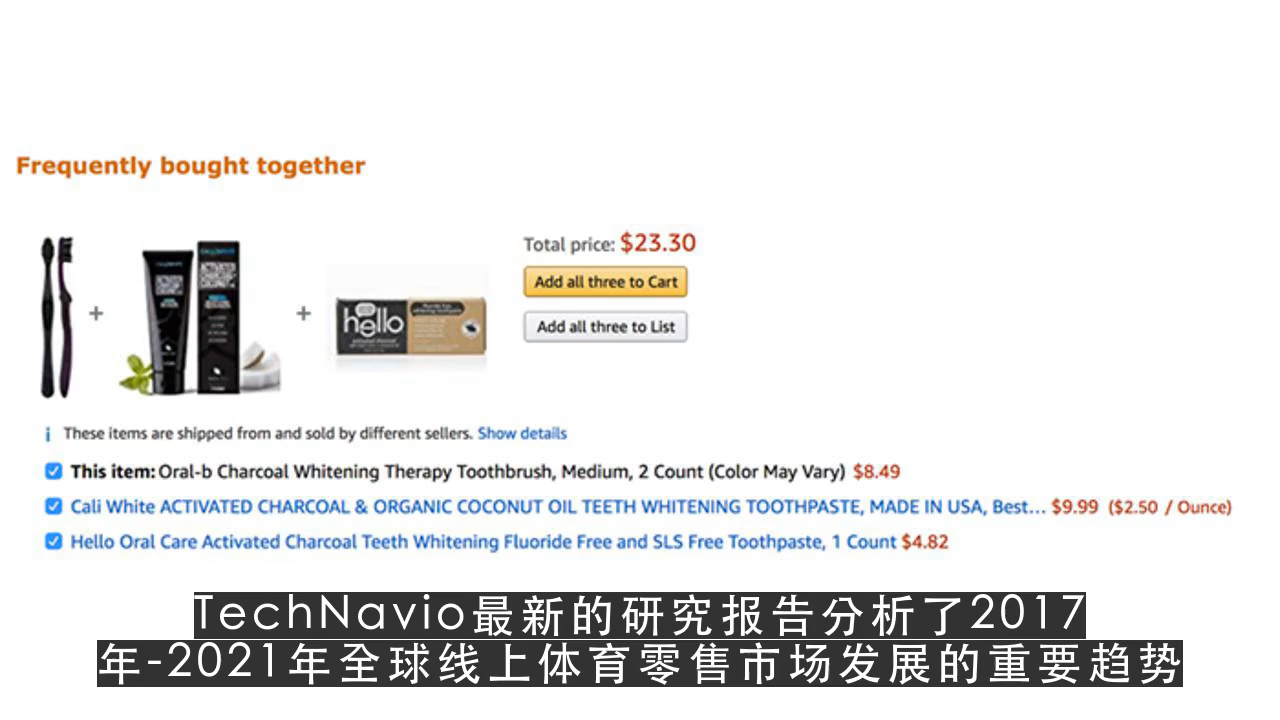 Frequently bought together
Total price: $23.30
Add all three to Cart
Add all three to List
hello
These items are shipped from and sold by different sellers. Show details
This item: Oral-b Charcoal Whitening Therapy Toothbrush, Medium, 2 Count (Color May Vary) $8.49
Cali White ACTIVATED CHARCOAL & ORGANIC COCONUT OIL TEETH WHITENING TOOTHPASTE, MADE IN USA, Best... $9.99 ($2.50 / Ounce)
Hello Oral Care Activated Charcoal Teeth Whitening Fluoride Free and SLS Free Toothpaste, 1 Count $4.82
TechNavio最新的研究报告分析了2017
年-2021年全球线上体育零售市场发展的重要趋势